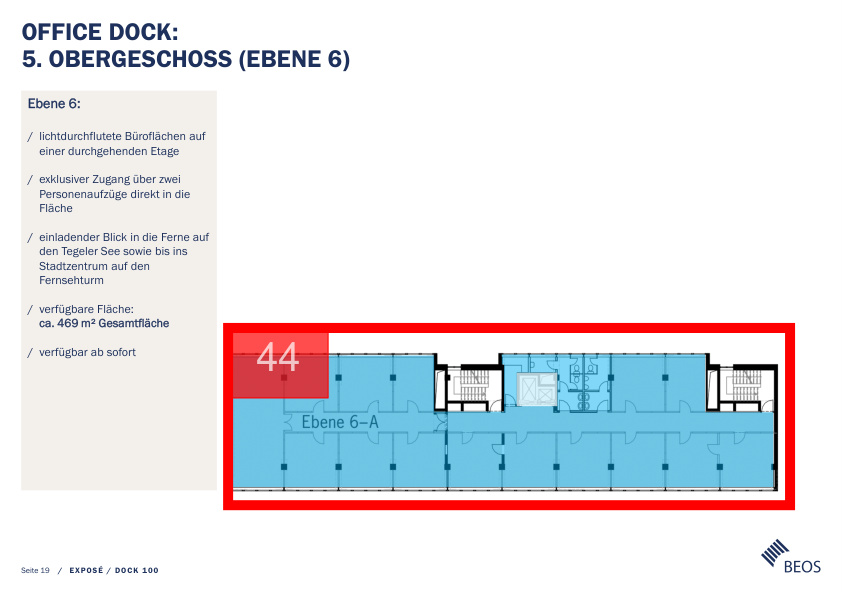 OFFICE DOCK:
5. OBERGESCHOSS (EBENE 6)
Ebene 6:
/ lichtdurchflutete Büroflächen auf
einer durchgehenden Etage
/ exklusiver Zugang über zwei
Personenaufzüge direkt in die
Fläche
/ einladender Blick in die Ferne auf
den Tegeler See sowie bis ins
Stadtzentrum auf den
Fernsehturm
/ verfügbare Fläche:
ca. 469 m² Gesamtfläche
/ verfügbar ab sofort
44
Ebene 6–A
Seite 19 / EXPOSÉ / DOCK 100
BEOS